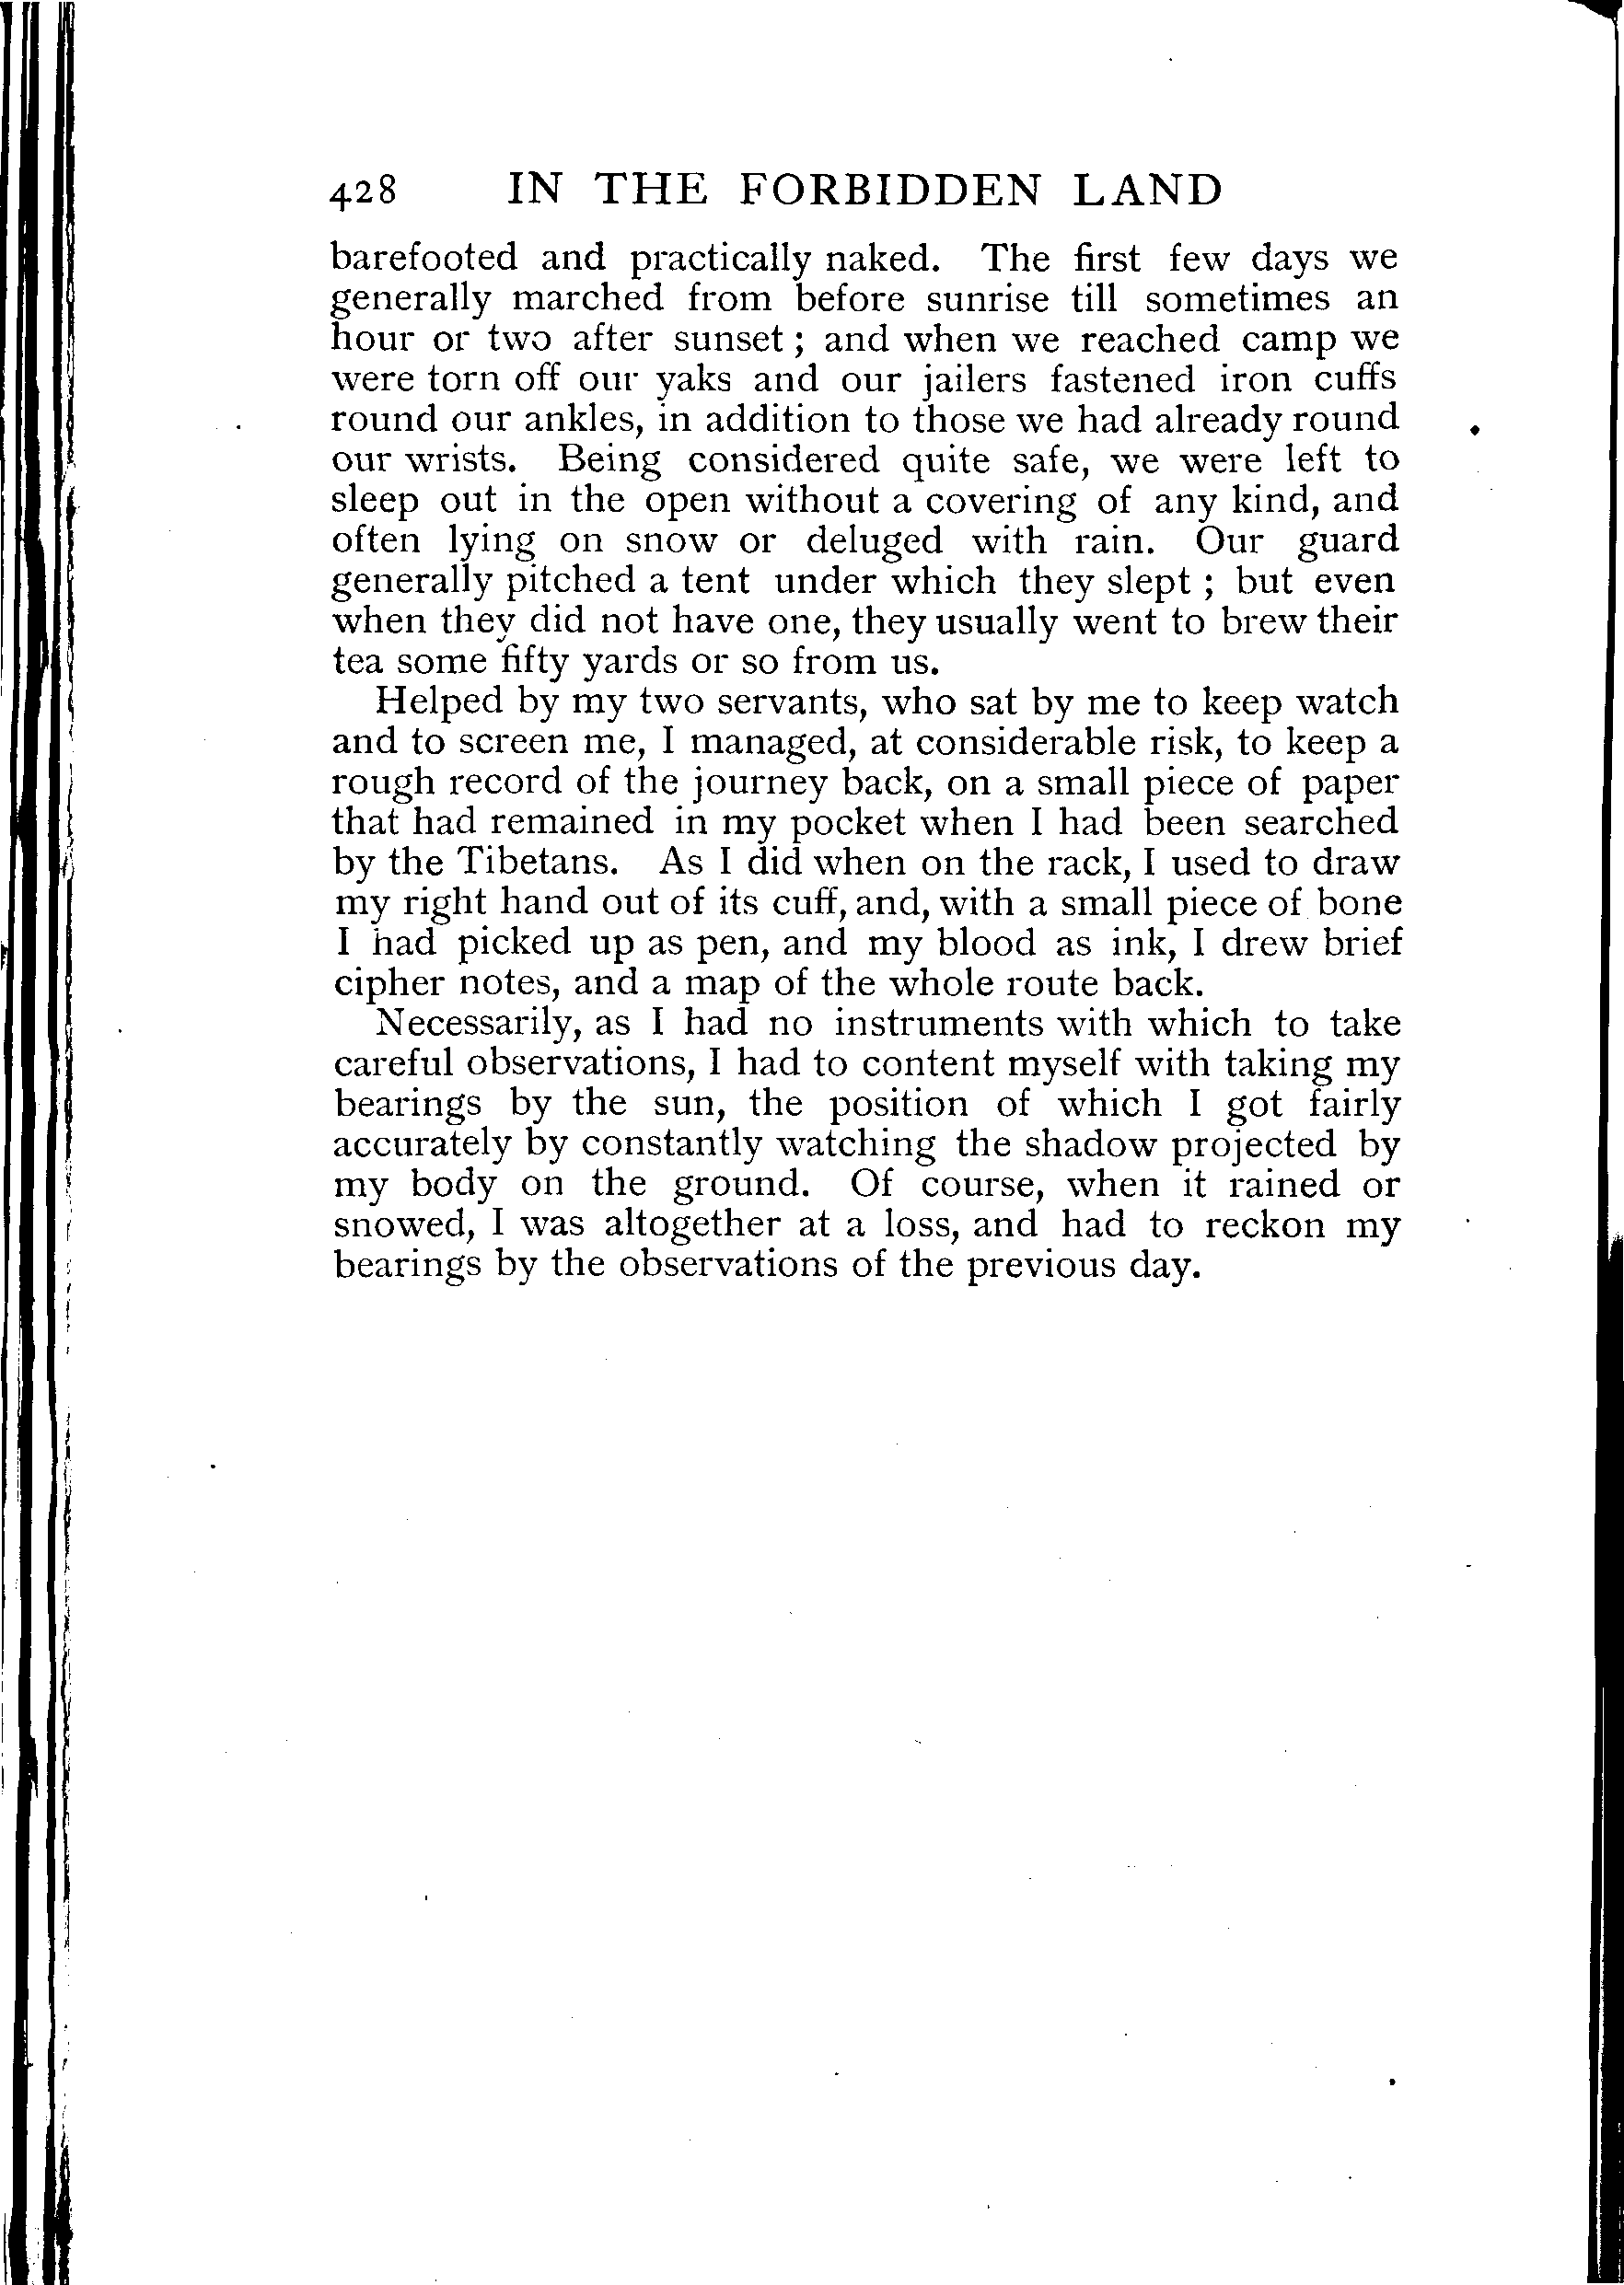 428 IN THE FORBIDDEN LAND
barefooted and practically naked. The first few days we
generally marched from before sunrise till sometimes an
hour or two after sunset ; and when we reached camp we
were torn off our yaks and our jailers fastened iron cuffs
round our ankles, in addition to those we had already round
our wrists. Being considered quite safe, we were left to
sleep out in the open without a covering of any kind, and
often lying on snow or deluged with rain. Our guard
generally pitched a tent under which they slept ; but even
when they did not have one, they usually went to brew their
tea some fifty yards or so from us.
Helped by my two servants, who sat by me to keep watch
and to screen me, I managed, at considerable risk, to keep a
rough record of the journey back, on a small piece of paper
that had remained in my pocket when I had been searched
by the Tibetans. As I did when on the rack, I used to draw
my right hand out of its cuff, and, with a small piece of bone
I had picked up as pen, and my blood as ink, I drew brief
cipher notes, and a map of the whole route back.
Necessarily, as I had no instruments with which to take
careful observations, I had to content myself with taking my
bearings by the sun, the position of which I got fairly
accurately by constantly watching the shadow projected by
my body on the ground. Of course, when it rained or
snowed, I was altogether at a loss, and had to reckon my
bearings by the observations of the previous day.